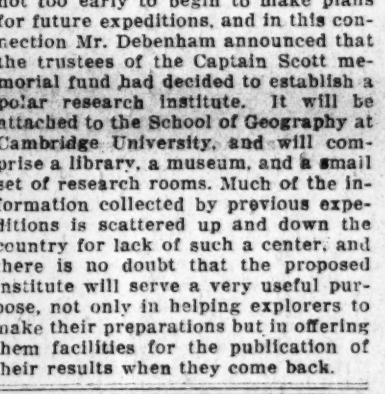 not too early to begin to make plans
for future expeditions, and in this con-
nection Mr. Debenham announced that
the trustees of the Captain Scott me-
morial fund had decided to establish a
polar research institute. It will be
attached to the School of Geography at
Cambridge University, and will com-
prise a library, a museum, and a small
set of research rooms. Much of the in-
formation collected by previous expe-
ditions is scattered up and down the
country for lack of such a center, and
there is no doubt that the proposed
institute will serve a very useful pur-
pose, not only in helping explorers to
make their preparations but in offering
them facilities for the publication of
their results when they come back.